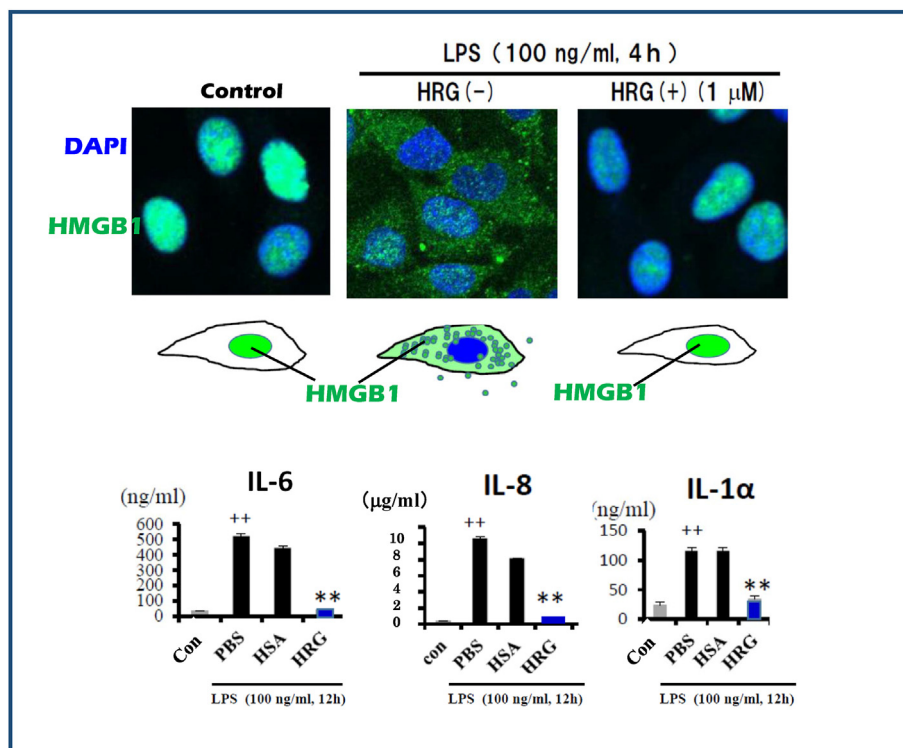 LPS (100 ng/ml, 4h)
Control
HRG (-)
HRG (+) (1 μM)
DAPI
HMGB1
HMGB1
HMGB1
IL-6
(ng/ml)
600
500
400
300
200
100
0
++
**
Con
PBS
HSA
HRG
LPS (100 ng/ml, 12h)
IL-8
(μg/ml)
10
8
6
4
2
0
++
**
con
PBS
HSA
HRG
LPS (100 ng/ml, 12h)
IL-1α
(ng/ml)
150
100
50
0
++
**
Con
PBS
HSA
HRG
LPS (100 ng/ml, 12h)